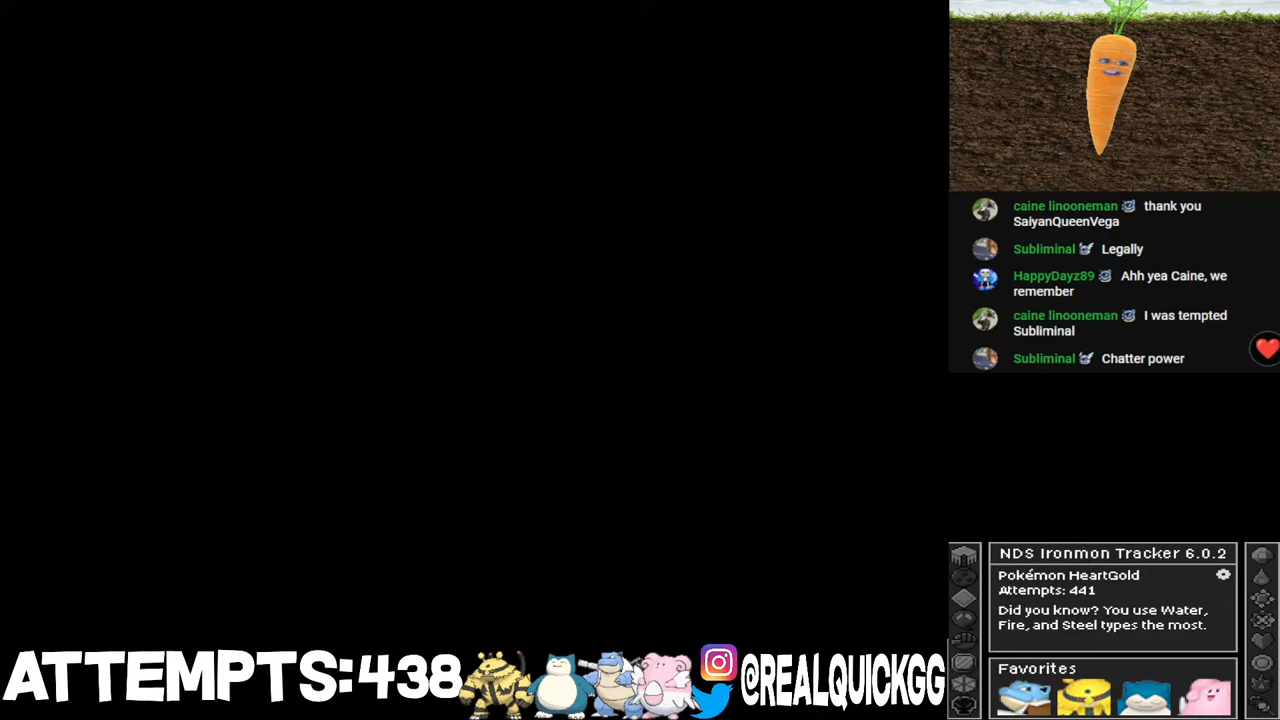 caine linooneman thank you
SaiyanQueenVega
Subliminal Legally
HappyDayz89 Ahh yea Caine, we
remember
caine linooneman I was tempted
Subliminal
Subliminal Chatter power
NDS Ironmon Tracker 6.0.2
Pokémon HeartGold
Attempts: 441
Did you know? You use Water,
Fire, and Steel types the most.
Favorites
ATTEMPTS:438
@REALQUICKGG